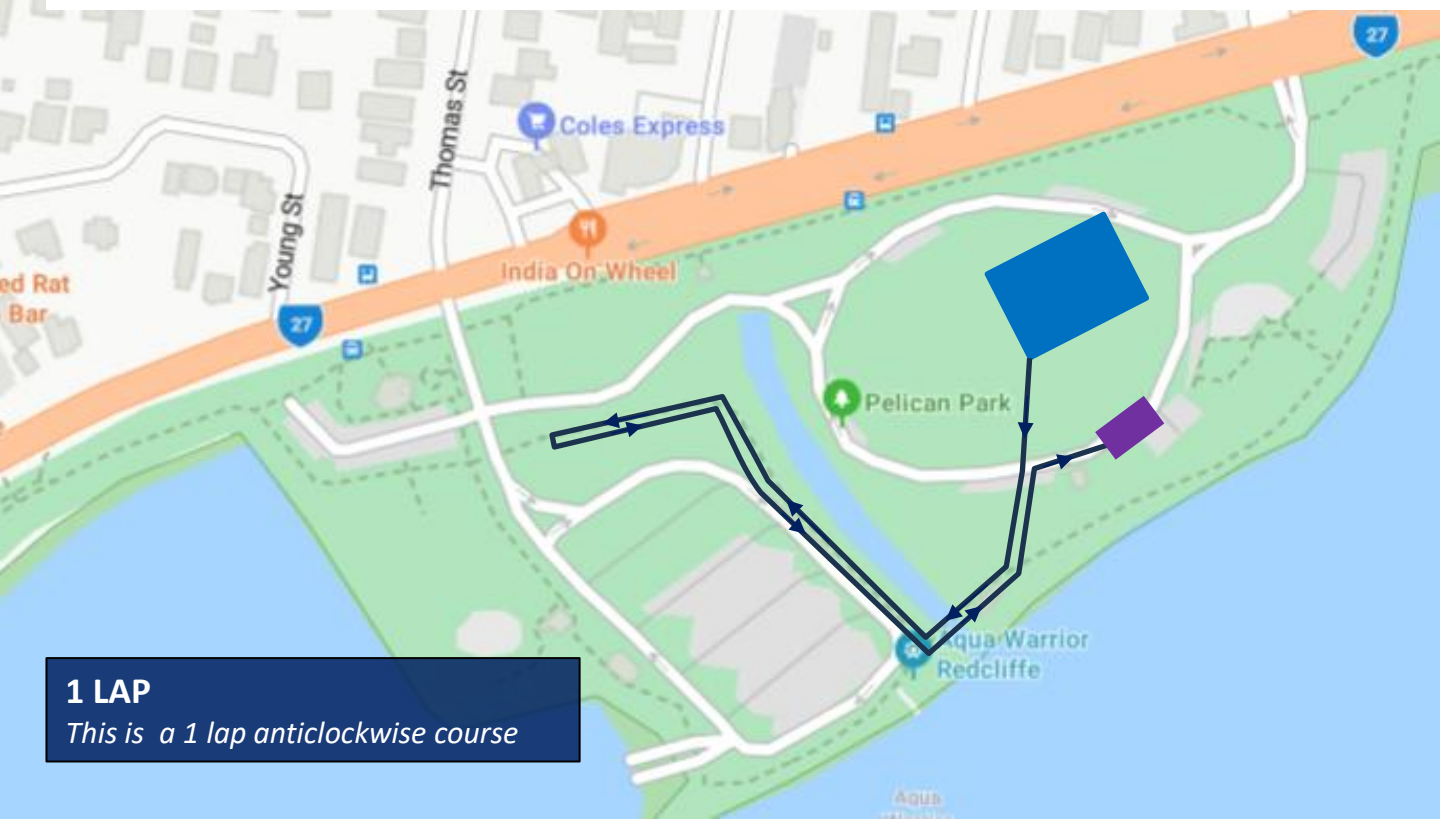 27
Thomas St
Coles Express
Young St
India On Wheel
ed Rat
Bar
27
Pelican Park
Aqua Warrior
Redcliffe
1 LAP
This is a 1 lap anticlockwise course
Aqua